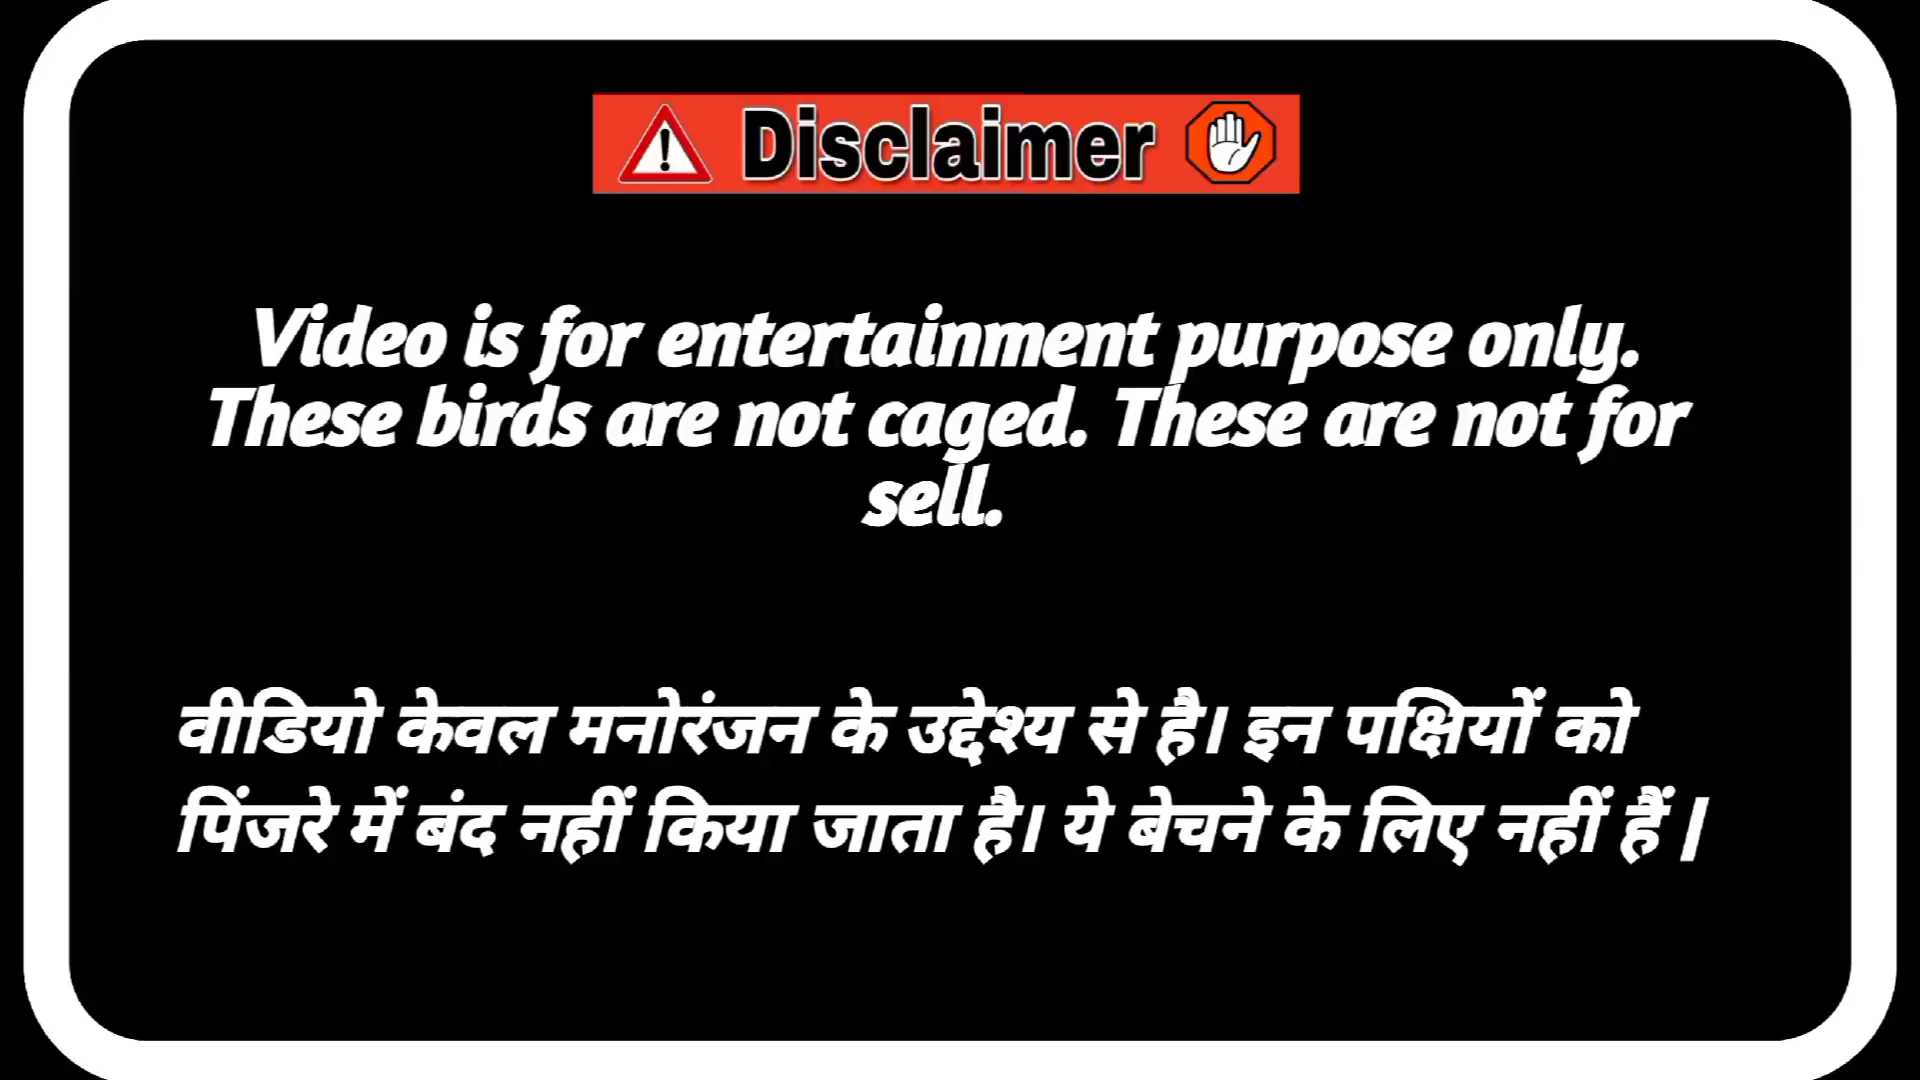 Disclaimer
Video is for entertainment purpose only.
These birds are not caged. These are not for
sell.
वीडियो केवल मनोरंजन के उद्देश्य से है। इन पक्षियों को
पिंजरे में बंद नहीं किया जाता है। ये बेचने के लिए नहीं हैं |